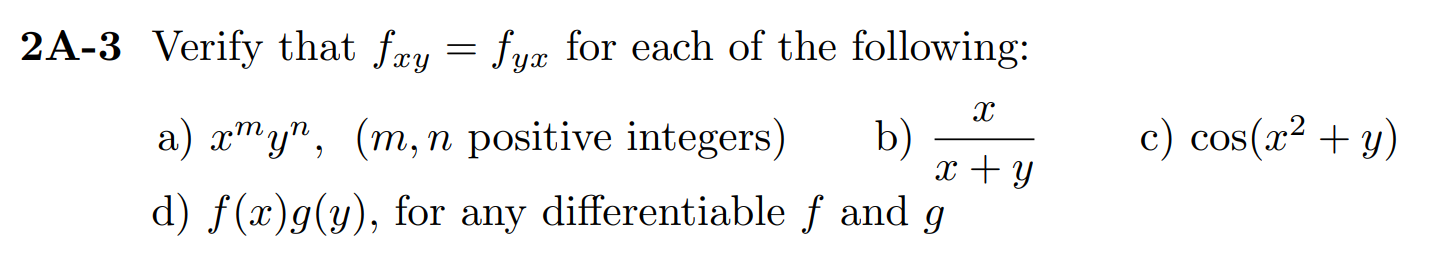 2A-3 Verify that $f_{xy} = f_{yx}$ for each of the following:
a) $x^m y^n$, ($m, n$ positive integers) b) $\dfrac{x}{x+y}$ c) $\cos(x^2 + y)$
d) $f(x)g(y)$, for any differentiable $f$ and $g$